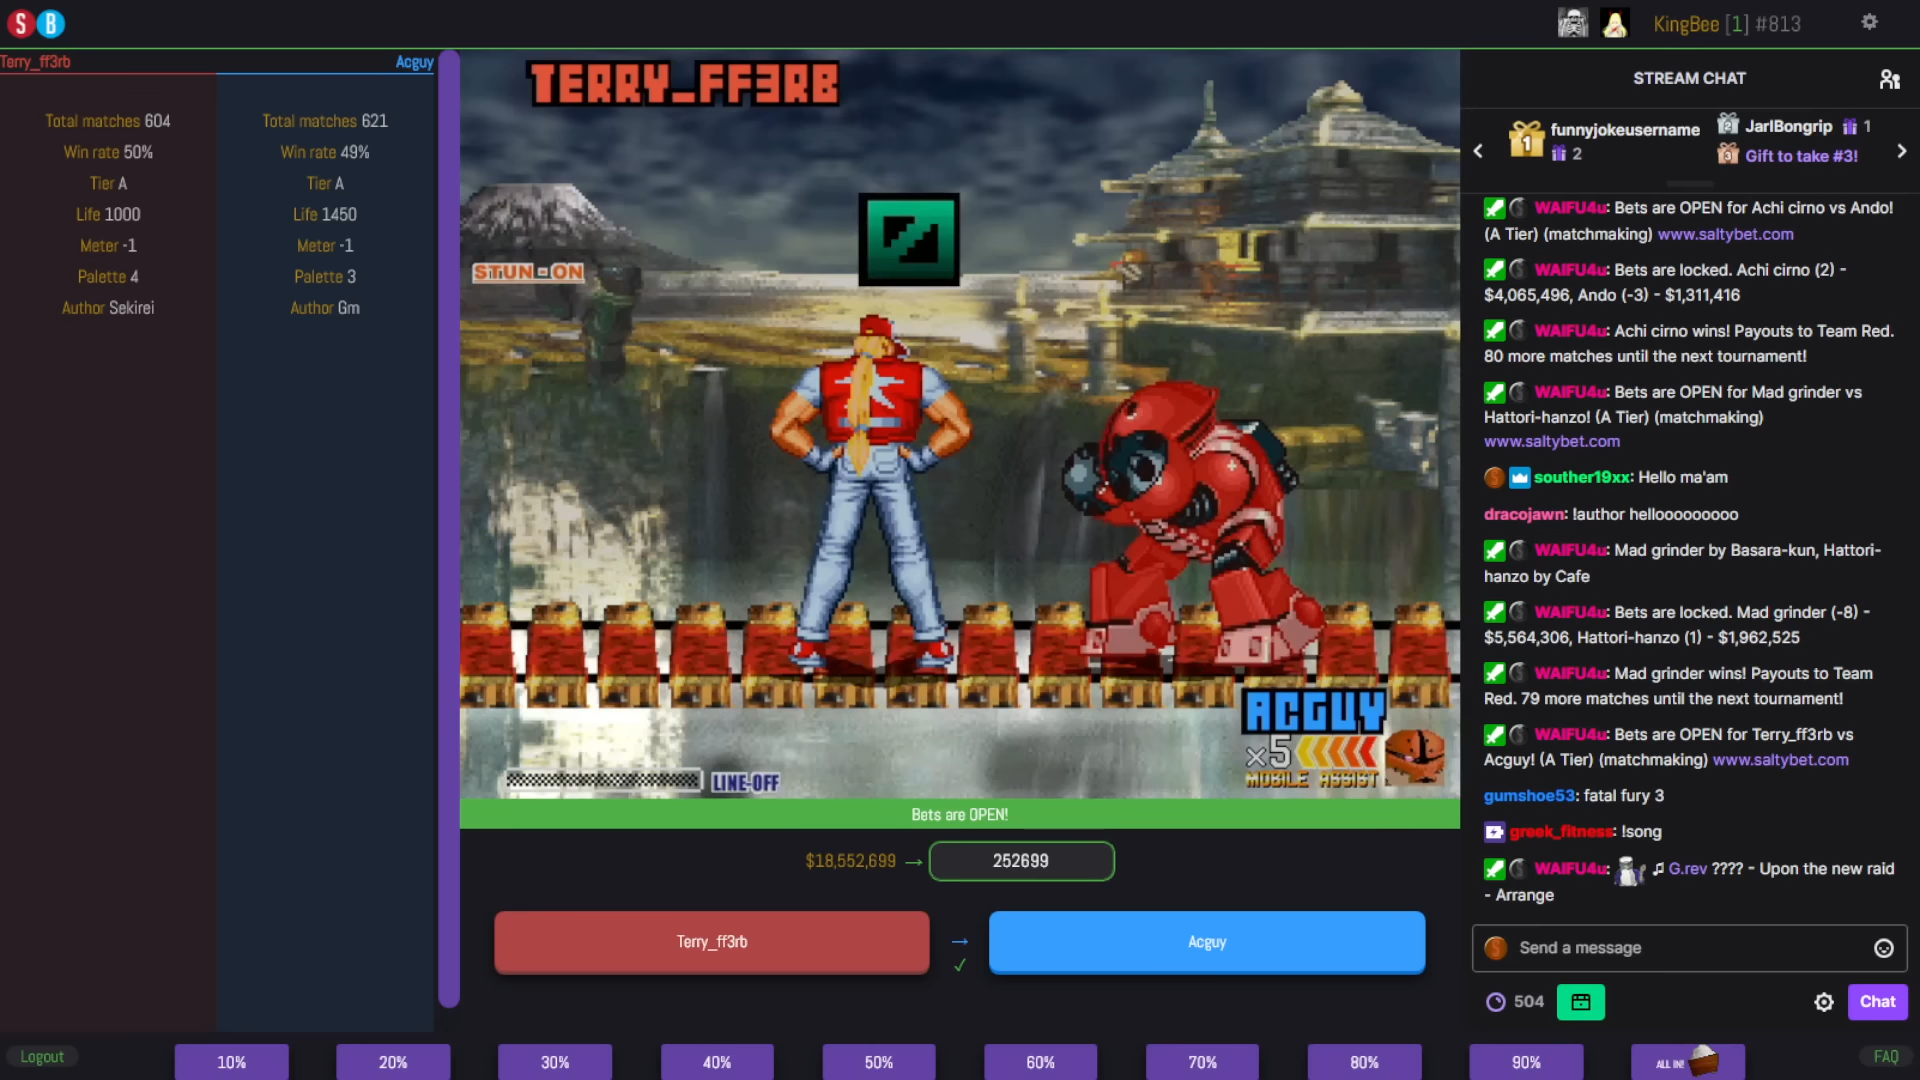 S B
KingBee [1] #813
Terry_ff3rb
Acguy
Total matches 604
Win rate 50%
Tier A
Life 1000
Meter -1
Palette 4
Author Sekirei
Total matches 621
Win rate 49%
Tier A
Life 1450
Meter -1
Palette 3
Author Gm
TERRY_FF3RB
STUN-ON
ACGUY
×5
MOBILE ASSIST
LINE-OFF
Bets are OPEN!
$18,552,699 → 252699
Terry_ff3rb
→
✓
Acguy
STREAM CHAT
1 funnyjokeusername
2
2 JarlBongrip 1
3 Gift to take #3!
WAIFU4u: Bets are OPEN for Achi cirno vs Ando!
(A Tier) (matchmaking) www.saltybet.com
WAIFU4u: Bets are locked. Achi cirno (2) -
$4,065,496, Ando (-3) - $1,311,416
WAIFU4u: Achi cirno wins! Payouts to Team Red.
80 more matches until the next tournament!
WAIFU4u: Bets are OPEN for Mad grinder vs
Hattori-hanzo! (A Tier) (matchmaking)
www.saltybet.com
souther19xx: Hello ma'am
dracojawn: !author hellooooooooo
WAIFU4u: Mad grinder by Basara-kun, Hattori-
hanzo by Cafe
WAIFU4u: Bets are locked. Mad grinder (-8) -
$5,564,306, Hattori-hanzo (1) - $1,962,525
WAIFU4u: Mad grinder wins! Payouts to Team
Red. 79 more matches until the next tournament!
WAIFU4u: Bets are OPEN for Terry_ff3rb vs
Acguy! (A Tier) (matchmaking) www.saltybet.com
gumshoe53: fatal fury 3
greek_fitness: !song
WAIFU4u: ♫ G.rev ???? - Upon the new raid
- Arrange
Send a message
504
Chat
Logout
10%
20%
30%
40%
50%
60%
70%
80%
90%
ALL IN!
FAQ